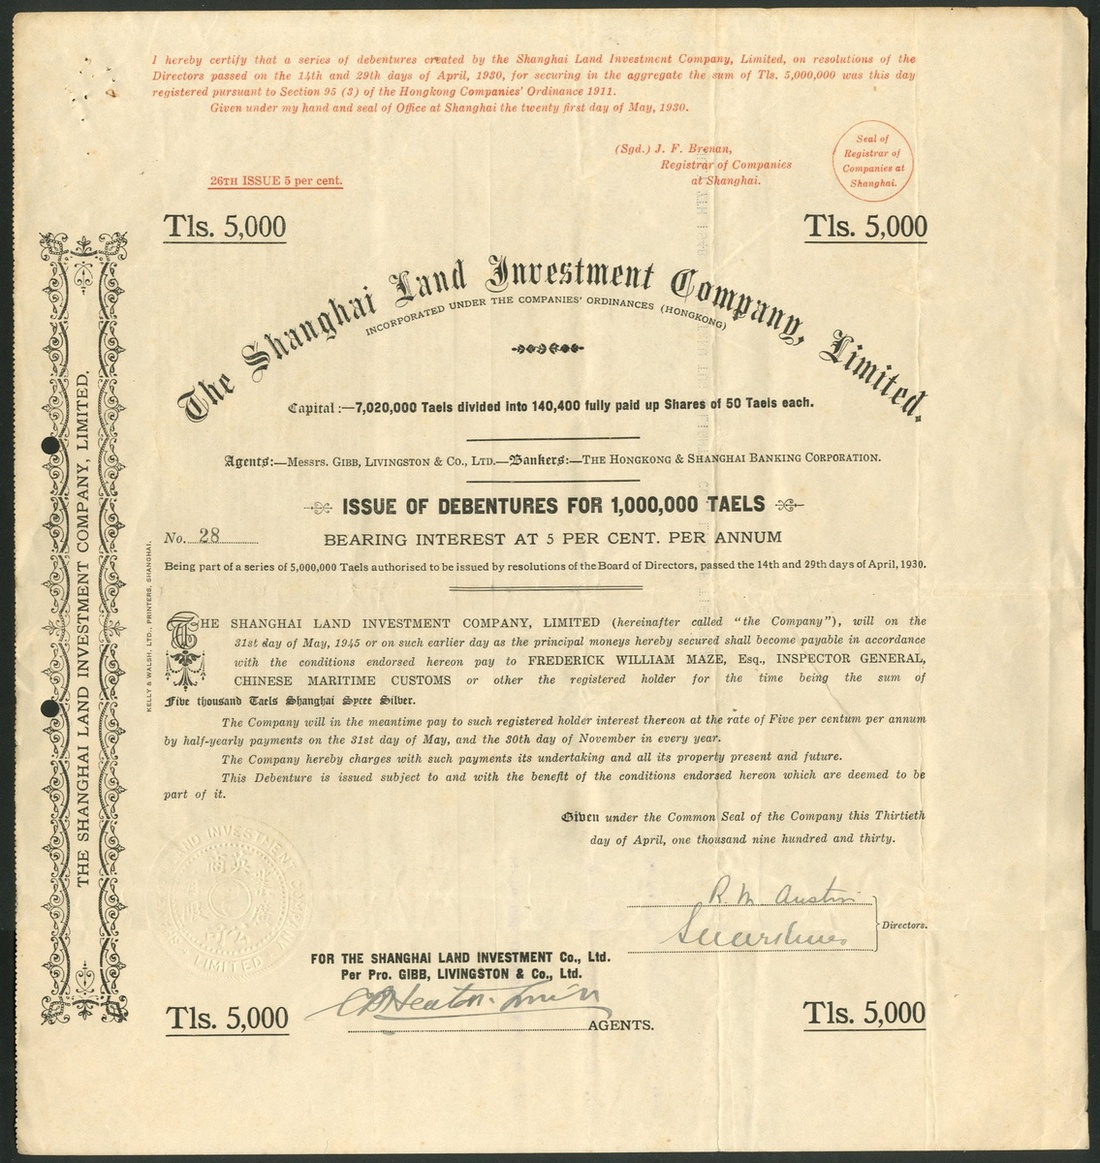 I hereby certify that a series of debentures created by the Shanghai Land Investment Company, Limited, on resolutions of the
Directors passed on the 14th and 29th days of April, 1930, for securing in the aggregate the sum of Tls. 5,000,000 was this day
registered pursuant to Section 95 (3) of the Hongkong Companies' Ordinance 1911.
Given under my hand and seal of Office at Shanghai the twenty first day of May, 1930.
(Sgd.) J. F. Brenan,
Registrar of Companies
at Shanghai.
Seal of
Registrar of
Companies at
Shanghai.
26TH ISSUE 5 per cent.
Tls. 5,000
Tls. 5,000
The Shanghai Land Investment Company, Limited.
INCORPORATED UNDER THE COMPANIES' ORDINANCES (HONGKONG)
Capital:—7,020,000 Taels divided into 140,400 fully paid up Shares of 50 Taels each.
Agents:—Messrs. GIBB, LIVINGSTON & Co., LTD.—Bankers:—THE HONGKONG & SHANGHAI BANKING CORPORATION.
ISSUE OF DEBENTURES FOR 1,000,000 TAELS
No. 28
BEARING INTEREST AT 5 PER CENT. PER ANNUM
Being part of a series of 5,000,000 Taels authorised to be issued by resolutions of the Board of Directors, passed the 14th and 29th days of April, 1930.
THE SHANGHAI LAND INVESTMENT COMPANY, LIMITED (hereinafter called "the Company"), will on the
31st day of May, 1945 or on such earlier day as the principal moneys hereby secured shall become payable in accordance
with the conditions endorsed hereon pay to FREDERICK WILLIAM MAZE, Esq., INSPECTOR GENERAL,
CHINESE MARITIME CUSTOMS or other the registered holder for the time being the sum of
Five thousand Taels Shanghai Sycee Silver.
The Company will in the meantime pay to such registered holder interest thereon at the rate of Five per centum per annum
by half-yearly payments on the 31st day of May, and the 30th day of November in every year.
The Company hereby charges with such payments its undertaking and all its property present and future.
This Debenture is issued subject to and with the benefit of the conditions endorsed hereon which are deemed to be
part of it.
Given under the Common Seal of the Company this Thirtieth
day of April, one thousand nine hundred and thirty.
R. M. Austin
Directors.
FOR THE SHANGHAI LAND INVESTMENT Co., Ltd.
Per Pro. GIBB, LIVINGSTON & Co., Ltd.
AGENTS.
Tls. 5,000
Tls. 5,000
THE SHANGHAI LAND INVESTMENT COMPANY, LIMITED.
KELLY & WALSH, LTD., PRINTERS, SHANGHAI.